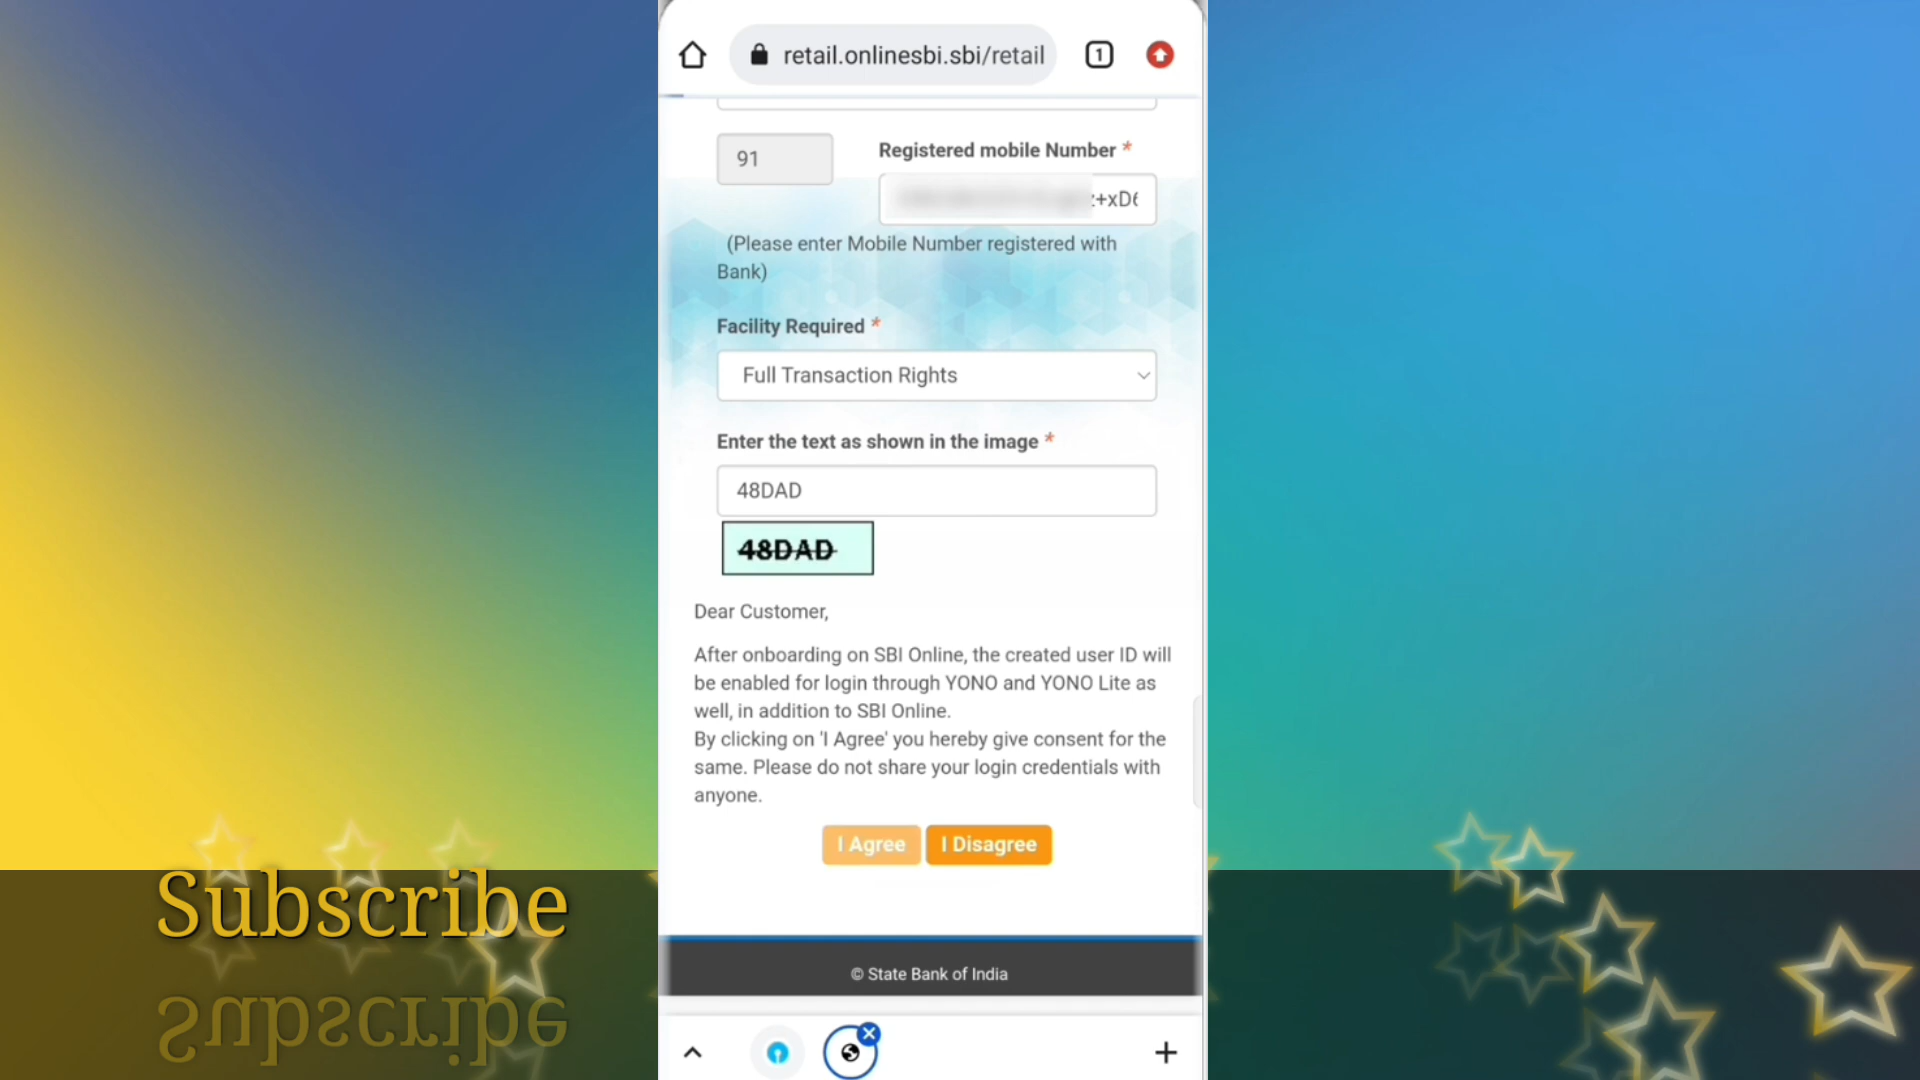 retail.onlinesbi.sbi/retail
1
91
Registered mobile Number *
+xD
(Please enter Mobile Number registered with
Bank)
Facility Required *
Full Transaction Rights
Enter the text as shown in the image *
48DAD
48DAD
Dear Customer,
After onboarding on SBI Online, the created user ID will
be enabled for login through YONO and YONO Lite as
well, in addition to SBI Online.
By clicking on 'I Agree' you hereby give consent for the
same. Please do not share your login credentials with
anyone.
I Agree
I Disagree
Subscribe
© State Bank of India